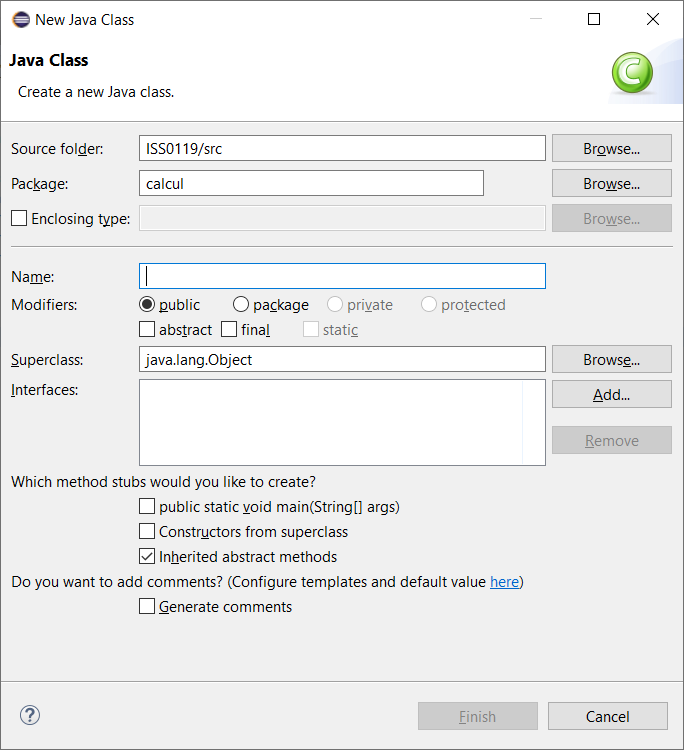 New Java Class
Java Class
Create a new Java class.
Source folder: ISS0119/src Browse...
Package: calcul Browse...
Enclosing type: Browse...
Name:
Modifiers: public package private protected
abstract final static
Superclass: java.lang.Object Browse...
Interfaces: Add...
Remove
Which method stubs would you like to create?
public static void main(String[] args)
Constructors from superclass
Inherited abstract methods
Do you want to add comments? (Configure templates and default value here)
Generate comments
Finish Cancel